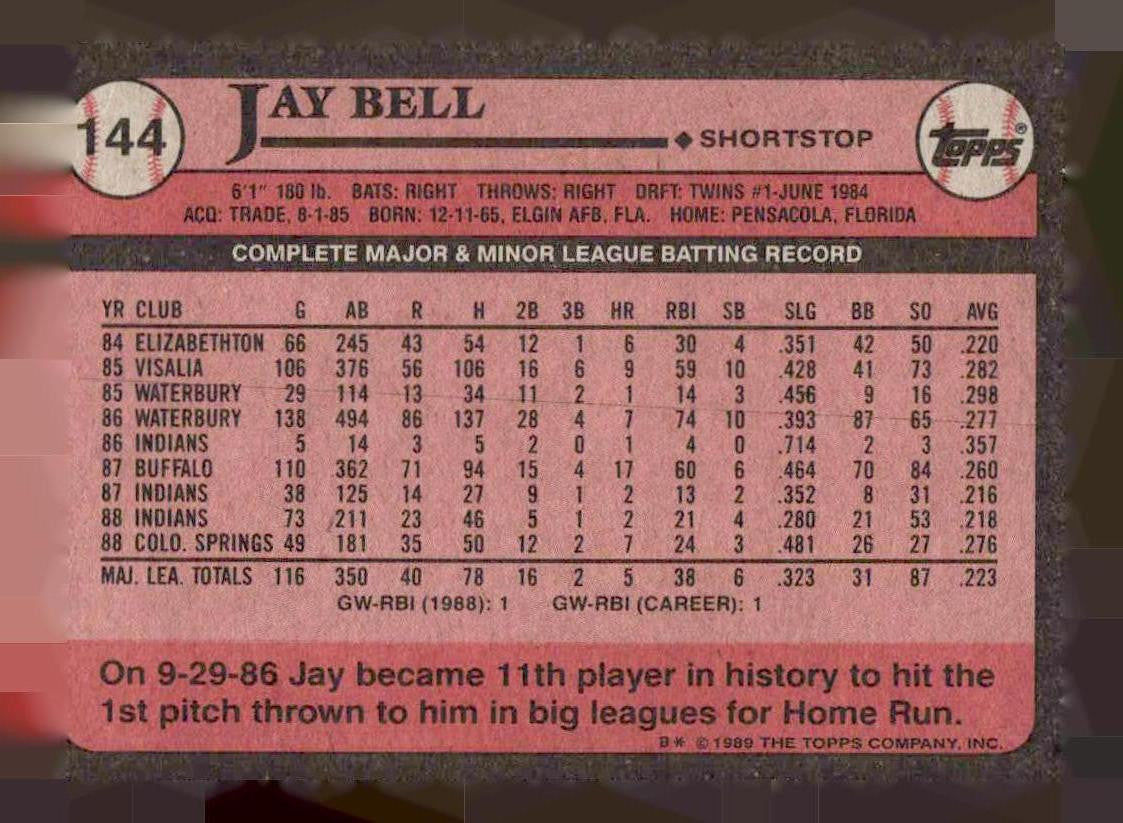 144
JAY BELL
SHORTSTOP
topps®
6'1" 180 lb. BATS: RIGHT THROWS: RIGHT DRFT: TWINS #1-JUNE 1984
ACQ: TRADE, 8-1-85 BORN: 12-11-65, ELGIN AFB, FLA. HOME: PENSACOLA, FLORIDA
COMPLETE MAJOR & MINOR LEAGUE BATTING RECORD
YR CLUB G AB R H 2B 3B HR RBI SB SLG BB SO AVG
84 ELIZABETHTON 66 245 43 54 12 1 6 30 4 .351 42 50 .220
85 VISALIA 106 376 56 106 16 6 9 59 10 .428 41 73 .282
85 WATERBURY 29 114 13 34 11 2 1 14 3 .456 9 16 .298
86 WATERBURY 138 494 86 137 28 4 7 74 10 .393 87 65 .277
86 INDIANS 5 14 3 5 2 0 1 4 0 .714 2 3 .357
87 BUFFALO 110 362 71 94 15 4 17 60 6 .464 70 84 .260
87 INDIANS 38 125 14 27 9 1 2 13 2 .352 8 31 .216
88 INDIANS 73 211 23 46 5 1 2 21 4 .280 21 53 .218
88 COLO. SPRINGS 49 181 35 50 12 2 7 24 3 .481 26 27 .276
MAJ. LEA. TOTALS 116 350 40 78 16 2 5 38 6 .323 31 87 .223
GW-RBI (1988): 1 GW-RBI (CAREER): 1
On 9-29-86 Jay became 11th player in history to hit the
1st pitch thrown to him in big leagues for Home Run.
B* © 1989 THE TOPPS COMPANY, INC.